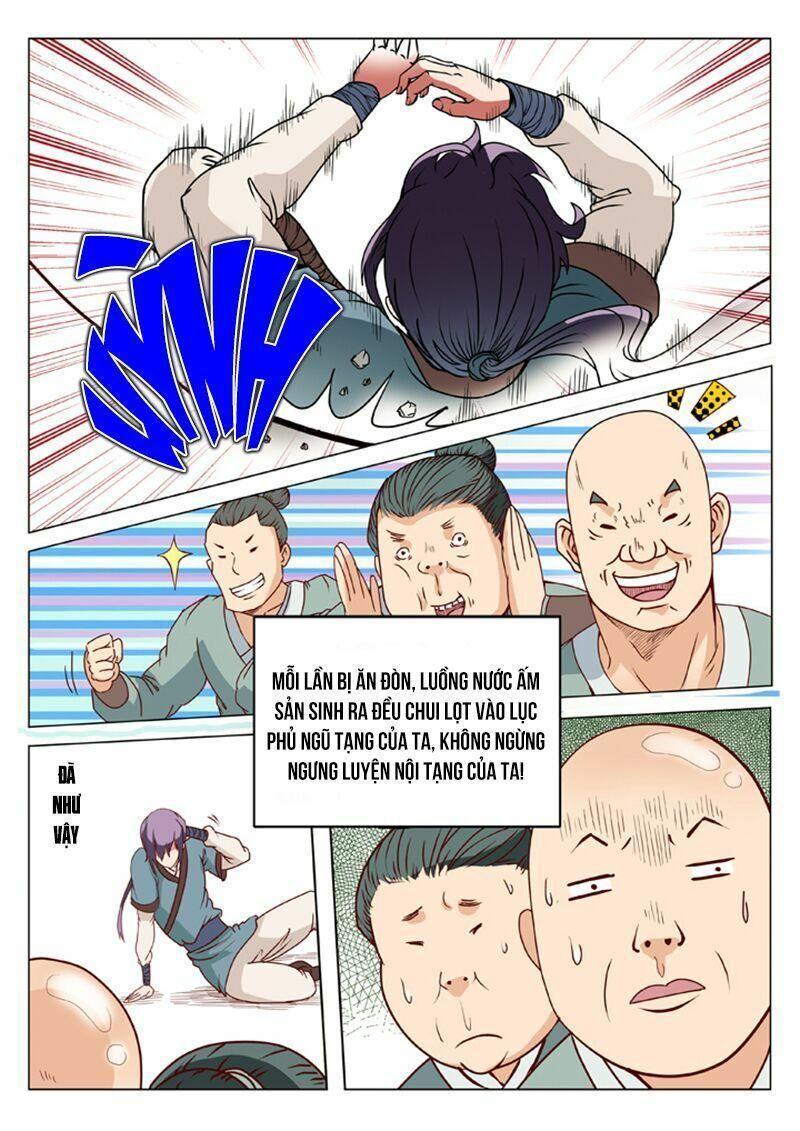 UỲNH
MỖI LẦN BỊ ĂN ĐÒN, LUỒNG NƯỚC ẤM
SẢN SINH RA ĐỀU CHUI LỌT VÀO LỤC
PHỦ NGŨ TẠNG CỦA TA, KHÔNG NGỪNG
NGƯNG LUYỆN NỘI TẠNG CỦA TA!
ĐÃ
NHƯ
VẬY